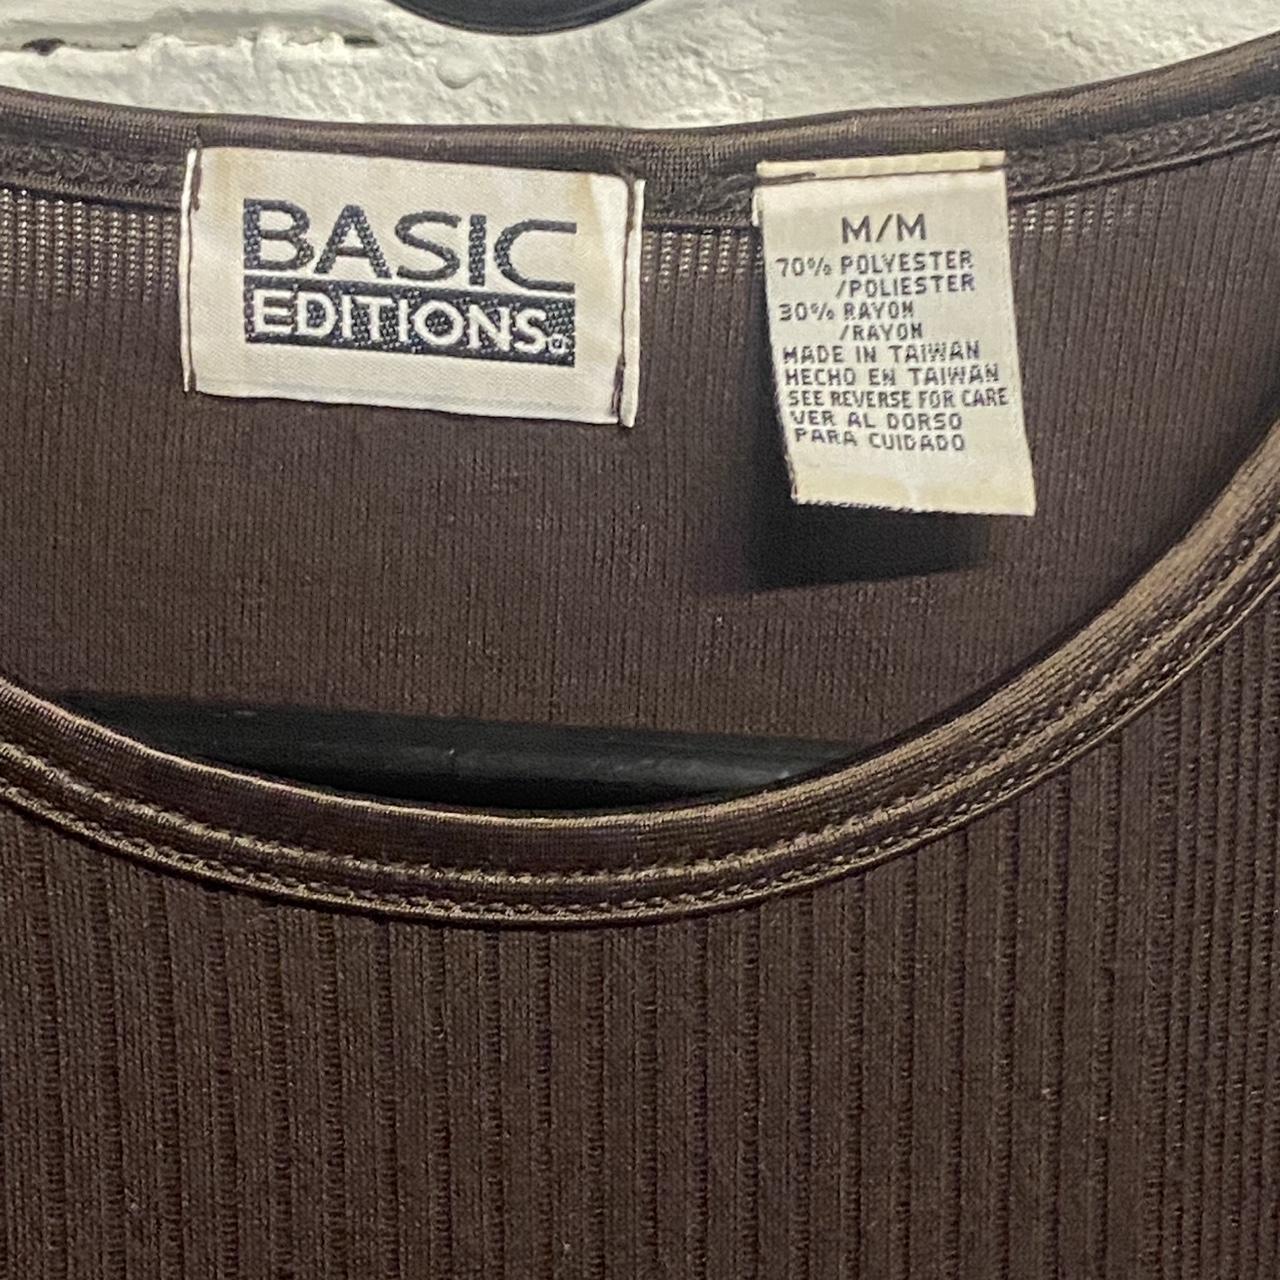 BASIC
EDITIONS
M/M
70% POLYESTER
/POLIESTER
30% RAYON
/RAYON
MADE IN TAIWAN
HECHO EN TAIWAN
SEE REVERSE FOR CARE
VER AL DORSO
PARA CUIDADO